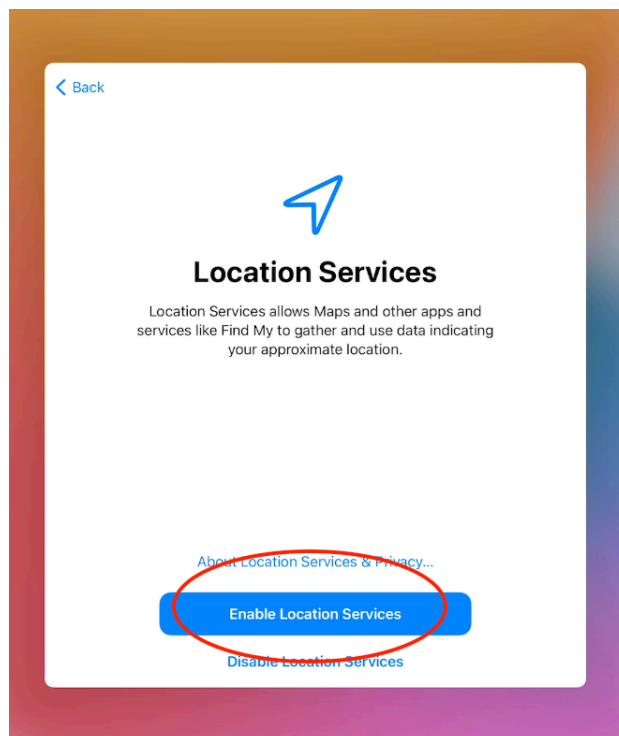 Back
Location Services
Location Services allows Maps and other apps and
services like Find My to gather and use data indicating
your approximate location.
About Location Services & Privacy...
Enable Location Services
Disable Location Services